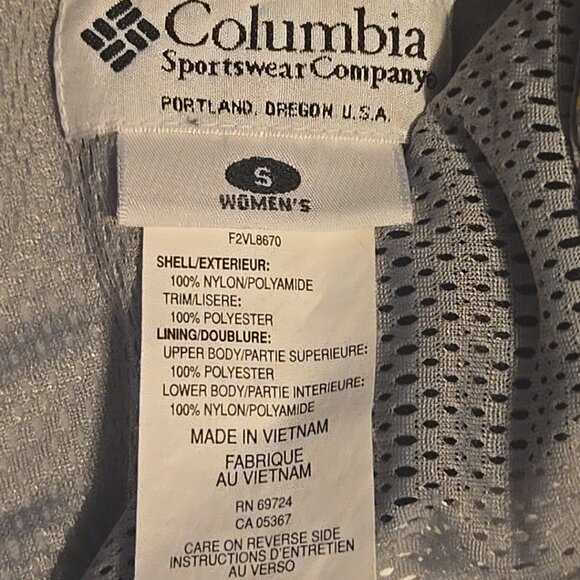 Columbia
Sportswear Company®
PORTLAND, OREGON U.S.A.
S
WOMEN'S
F2VL8670
SHELL/EXTERIEUR:
100% NYLON/POLYAMIDE
TRIM/LISERE:
100% POLYESTER
LINING/DOUBLURE:
UPPER BODY/PARTIE SUPERIEURE:
100% POLYESTER
LOWER BODY/PARTIE INTERIEURE:
100% NYLON/POLYAMIDE
MADE IN VIETNAM
FABRIQUE
AU VIETNAM
RN 69724
CA 05367
CARE ON REVERSE SIDE
INSTRUCTIONS D'ENTRETIEN
AU VERSO